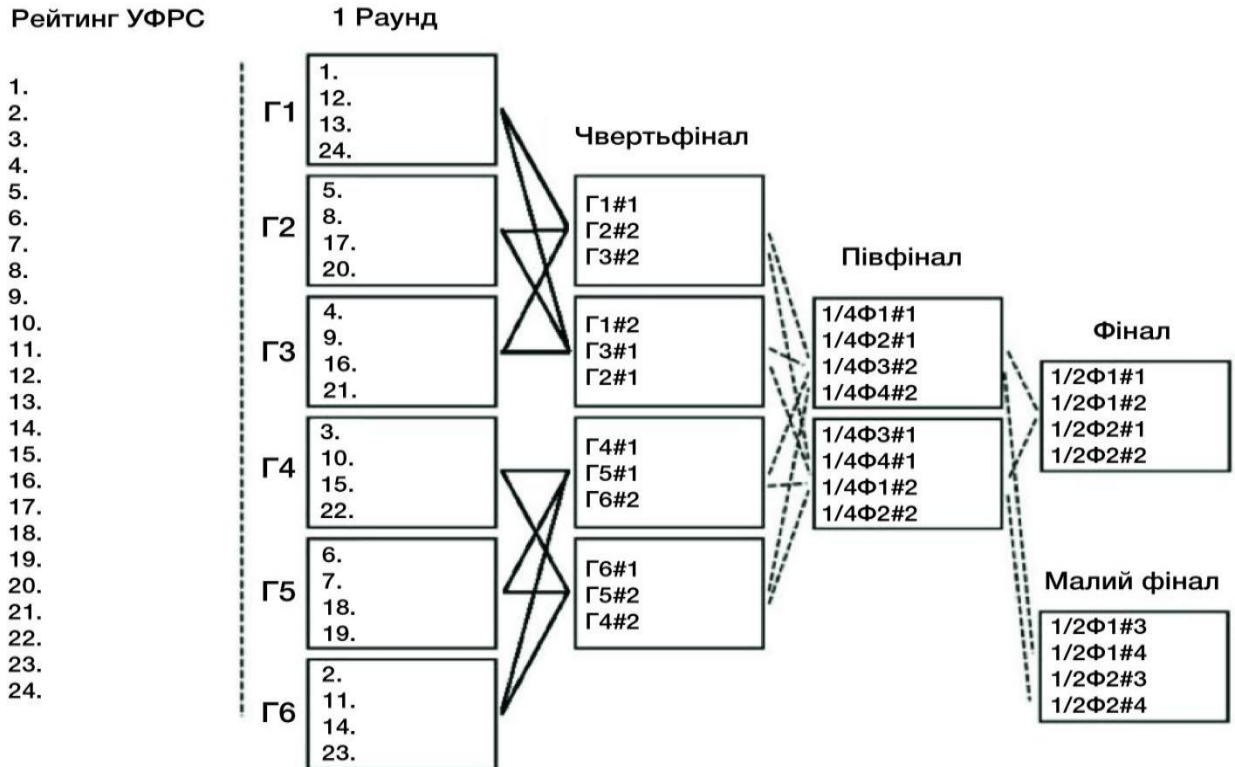 Рейтинг УФРС
1.
2.
3.
4.
5.
6.
7.
8.
9.
10.
11.
12.
13.
14.
15.
16.
17.
18.
19.
20.
21.
22.
23.
24.
1 Раунд
Г1
1.
12.
13.
24.
Г2
5.
8.
17.
20.
Г3
4.
9.
16.
21.
Г4
3.
10.
15.
22.
Г5
6.
7.
18.
19.
Г6
2.
11.
14.
23.
Чвертьфінал
Г1#1
Г2#2
Г3#2
Г1#2
Г3#1
Г2#1
Г4#1
Г5#1
Г6#2
Г6#1
Г5#2
Г4#2
Півфінал
1/4Ф1#1
1/4Ф2#1
1/4Ф3#2
1/4Ф4#2
1/4Ф3#1
1/4Ф4#1
1/4Ф1#2
1/4Ф2#2
Фінал
1/2Ф1#1
1/2Ф1#2
1/2Ф2#1
1/2Ф2#2
Малий фінал
1/2Ф1#3
1/2Ф1#4
1/2Ф2#3
1/2Ф2#4